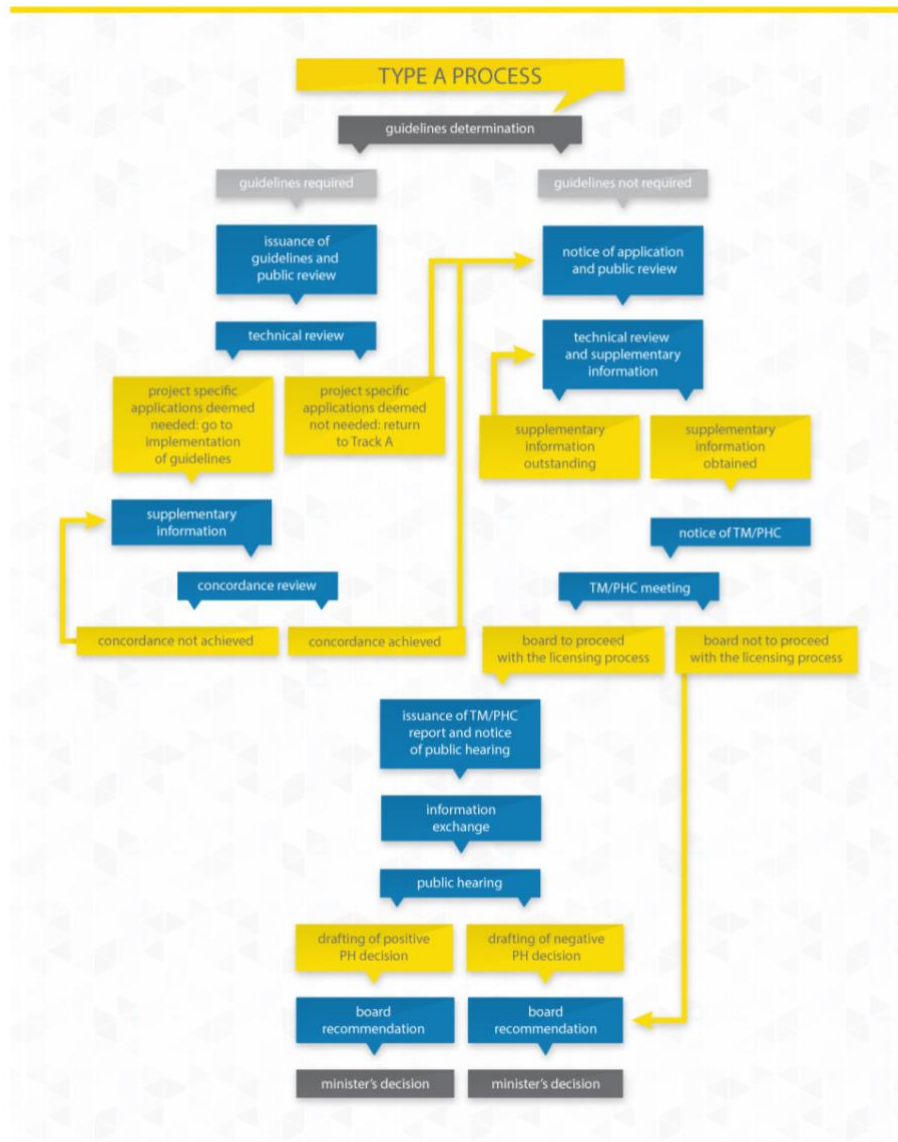 TYPE A PROCESS
guidelines determination
guidelines required
guidelines not required
issuance of
guidelines and
public review
notice of application
and public review
technical review
technical review
and supplementary
information
project specific
applications deemed
needed: go to
implementation
of guidelines
project specific
applications deemed
not needed: return
to Track A
supplementary
information
outstanding
supplementary
information
obtained
supplementary
information
notice of TM/PHC
concordance review
TM/PHC meeting
concordance not achieved
concordance achieved
board to proceed
with the licensing process
board not to proceed
with the licensing process
issuance of TM/PHC
report and notice
of public hearing
information
exchange
public hearing
drafting of positive
PH decision
drafting of negative
PH decision
board
recommendation
board
recommendation
minister's decision
minister's decision